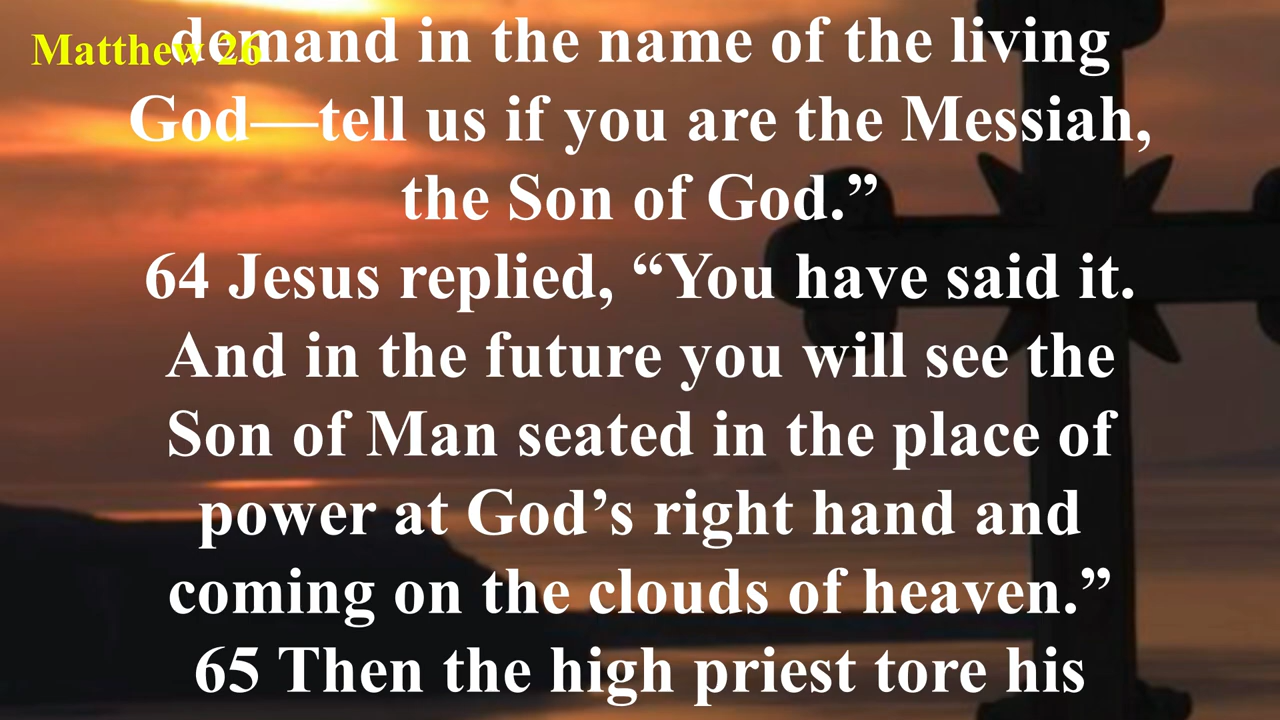 Matthew 26
demand in the name of the living
God—tell us if you are the Messiah,
the Son of God.”
64 Jesus replied, “You have said it.
And in the future you will see the
Son of Man seated in the place of
power at God’s right hand and
coming on the clouds of heaven.”
65 Then the high priest tore his